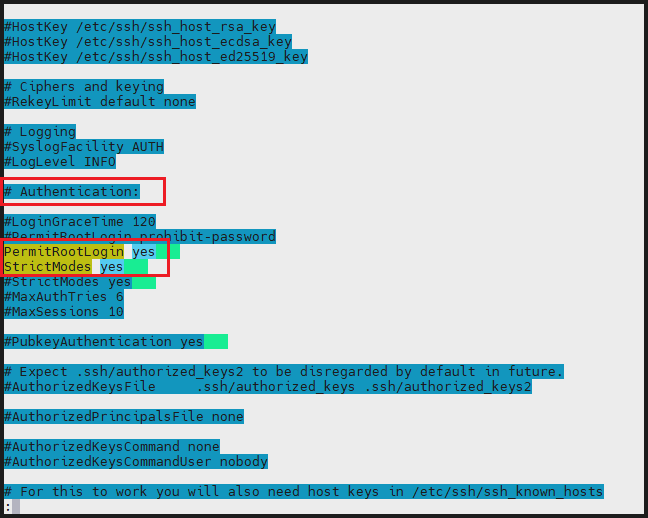 #HostKey /etc/ssh/ssh_host_rsa_key
#HostKey /etc/ssh/ssh_host_ecdsa_key
#HostKey /etc/ssh/ssh_host_ed25519_key
# Ciphers and keying
#RekeyLimit default none
# Logging
#SyslogFacility AUTH
#LogLevel INFO
# Authentication:
#LoginGraceTime 120
#PermitRootLogin prohibit-password
PermitRootLogin yes
StrictModes yes
#StrictModes yes
#MaxAuthTries 6
#MaxSessions 10
#PubkeyAuthentication yes
# Expect .ssh/authorized_keys2 to be disregarded by default in future.
#AuthorizedKeysFile     .ssh/authorized_keys .ssh/authorized_keys2
#AuthorizedPrincipalsFile none
#AuthorizedKeysCommand none
#AuthorizedKeysCommandUser nobody
# For this to work you will also need host keys in /etc/ssh/ssh_known_hosts
: